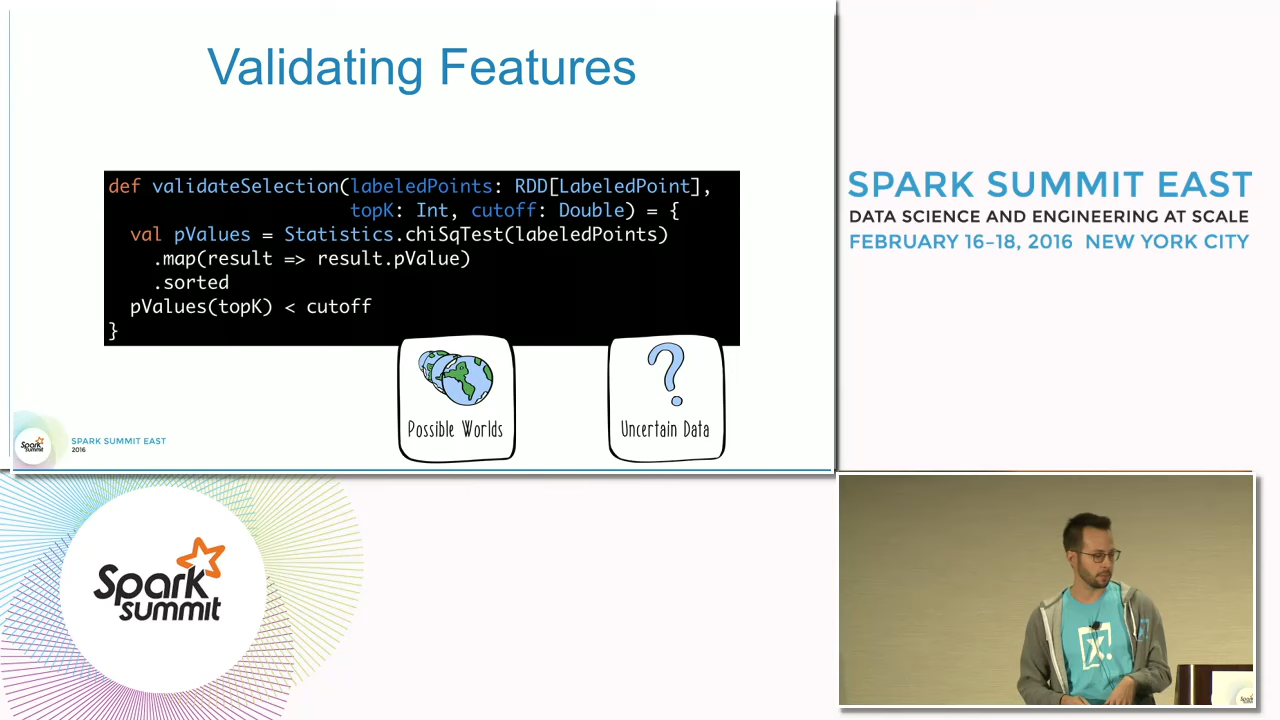 Validating Features
def validateSelection(labeledPoints: RDD[LabeledPoint],
topK: Int, cutoff: Double) = {
val pValues = Statistics.chiSqTest(labeledPoints)
.map(result => result.pValue)
.sorted
pValues(topK) < cutoff
}
Possible Worlds
Uncertain Data
Spark
Summit
SPARK SUMMIT EAST
2016
SPARK SUMMIT EAST
DATA SCIENCE AND ENGINEERING AT SCALE
FEBRUARY 16–18, 2016 NEW YORK CITY
Spark
Summit
X